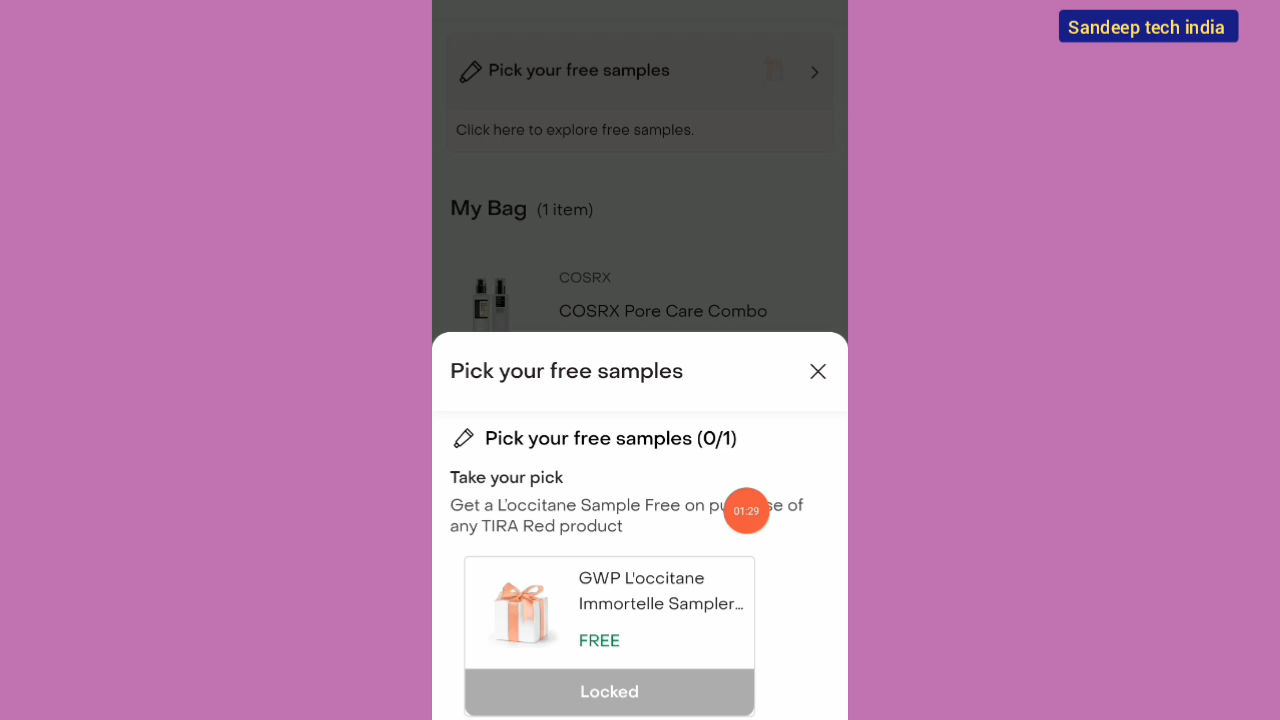 Sandeep tech india
Pick your free samples
Click here to explore free samples.
My Bag (1 item)
COSRX
COSRX Pore Care Combo
Pick your free samples
Pick your free samples (0/1)
Take your pick
Get a L'occitane Sample Free on pu se of
any TIRA Red product
01:29
GWP L'occitane
Immortelle Sampler...
FREE
Locked